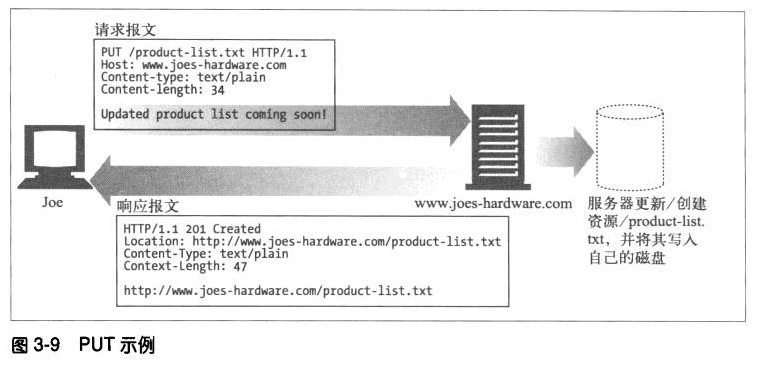 请求报文
PUT /product-list.txt HTTP/1.1
Host: www.joes-hardware.com
Content-type: text/plain
Content-length: 34
Updated product list coming soon!
Joe
www.joes-hardware.com
服务器更新/创建
资源/product-list.
txt，并将其写入
自己的磁盘
响应报文
HTTP/1.1 201 Created
Location: http://www.joes-hardware.com/product-list.txt
Content-Type: text/plain
Context-Length: 47
http://www.joes-hardware.com/product-list.txt
图 3-9 PUT 示例